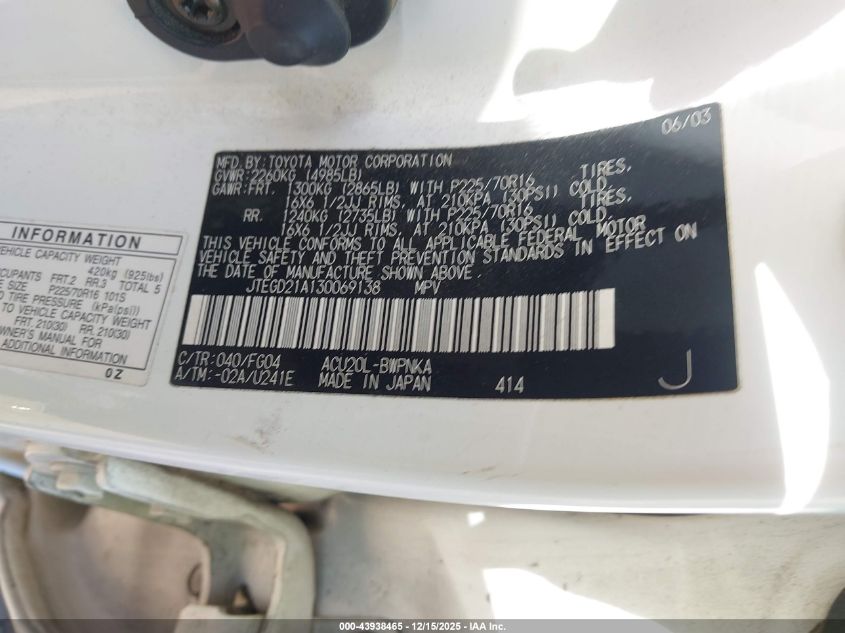 06/03
MFD.BY:TOYOTA MOTOR CORPORATION
GVWR:2260KG (4985LB)
GAWR:FRT. 1300KG (2865LB) WITH P225/70R16 TIRES,
16X6 1/2JJ RIMS, AT 210KPA (30PSI) COLD.
RR. 1240KG (2735LB) WITH P225/70R16 TIRES,
16X6 1/2JJ RIMS, AT 210KPA (30PSI) COLD.
THIS VEHICLE CONFORMS TO ALL APPLICABLE FEDERAL MOTOR
VEHICLE SAFETY AND THEFT PREVENTION STANDARDS IN EFFECT ON
THE DATE OF MANUFACTURE SHOWN ABOVE.
JTEGD21A130069138 MPV
C/TR:040/FG04 ACU20L-BWPNKA
A/TM:-02A/U241E MADE IN JAPAN 414 J
INFORMATION
VEHICLE CAPACITY WEIGHT
420kg (925lbs)
CUPANTS FRT.2 RR.3 TOTAL 5
SIZE P225/70R16 101S
TIRE PRESSURE (kPa(psi))
TO VEHICLE CAPACITY WEIGHT
FRT.210(30) RR.210(30)
OWNER'S MANUAL FOR
ADDITIONAL INFORMATION
0Z
000-43938465 - 12/15/2025 - IAA Inc.